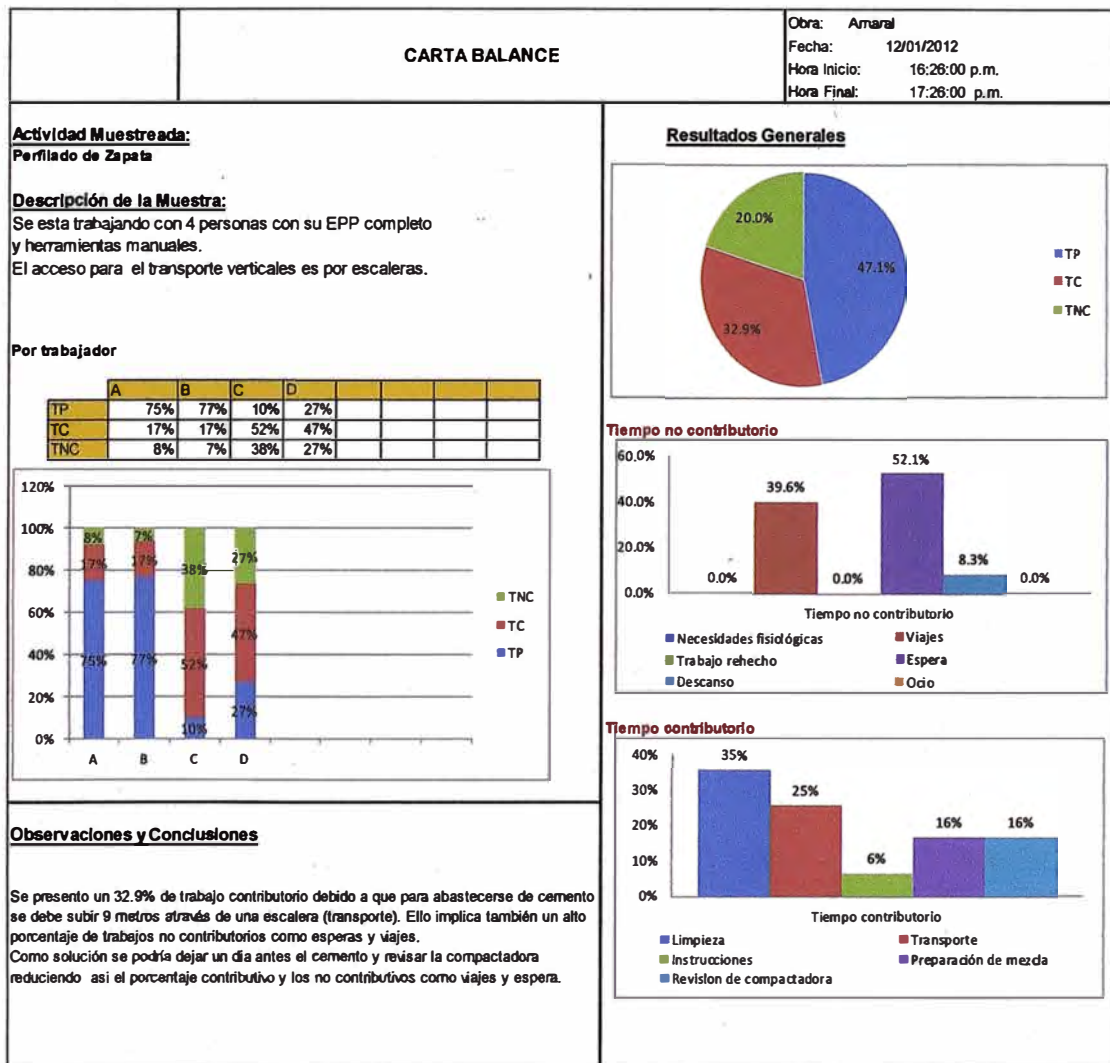 CARTA BALANCE
Obra: Amaral
Fecha: 12/01/2012
Hora Inicio: 16:26:00 p.m.
Hora Final: 17:26:00 p.m.
Actividad Muestreada:
Perfilado de Zapata
Descripción de la Muestra:
Se esta trabajando con 4 personas con su EPP completo
y herramientas manuales.
El acceso para el transporte verticales es por escaleras.
Por trabajador
A B C D
TP 75% 77% 10% 27%
TC 17% 17% 52% 47%
TNC 8% 7% 38% 27%
120%
100%
80%
60%
40%
20%
0%
8% 7% 38% 27%
17% 17% 52% 47%
75% 77% 10% 27%
A B C D
TNC
TC
TP
Observaciones y Conclusiones
Se presento un 32.9% de trabajo contributorio debido a que para abastecerse de cemento
se debe subir 9 metros através de una escalera (transporte). Ello implica también un alto
porcentaje de trabajos no contributorios como esperas y viajes.
Como solución se podría dejar un dia antes el cemento y revisar la compactadora
reduciendo asi el porcentaje contributivo y los no contributivos como viajes y espera.
Resultados Generales
20.0%
47.1%
32.9%
TP
TC
TNC
Tiempo no contributorio
60.0%
40.0%
20.0%
0.0%
0.0% 39.6% 0.0% 52.1% 8.3% 0.0%
Tiempo no contributorio
Necesidades fisiológicas Viajes
Trabajo rehecho Espera
Descanso Ocio
Tiempo contributorio
40%
30%
20%
10%
0%
35% 25% 6% 16% 16%
Tiempo contributorio
Limpieza Transporte
Instrucciones Preparación de mezcla
Revision de compactadora